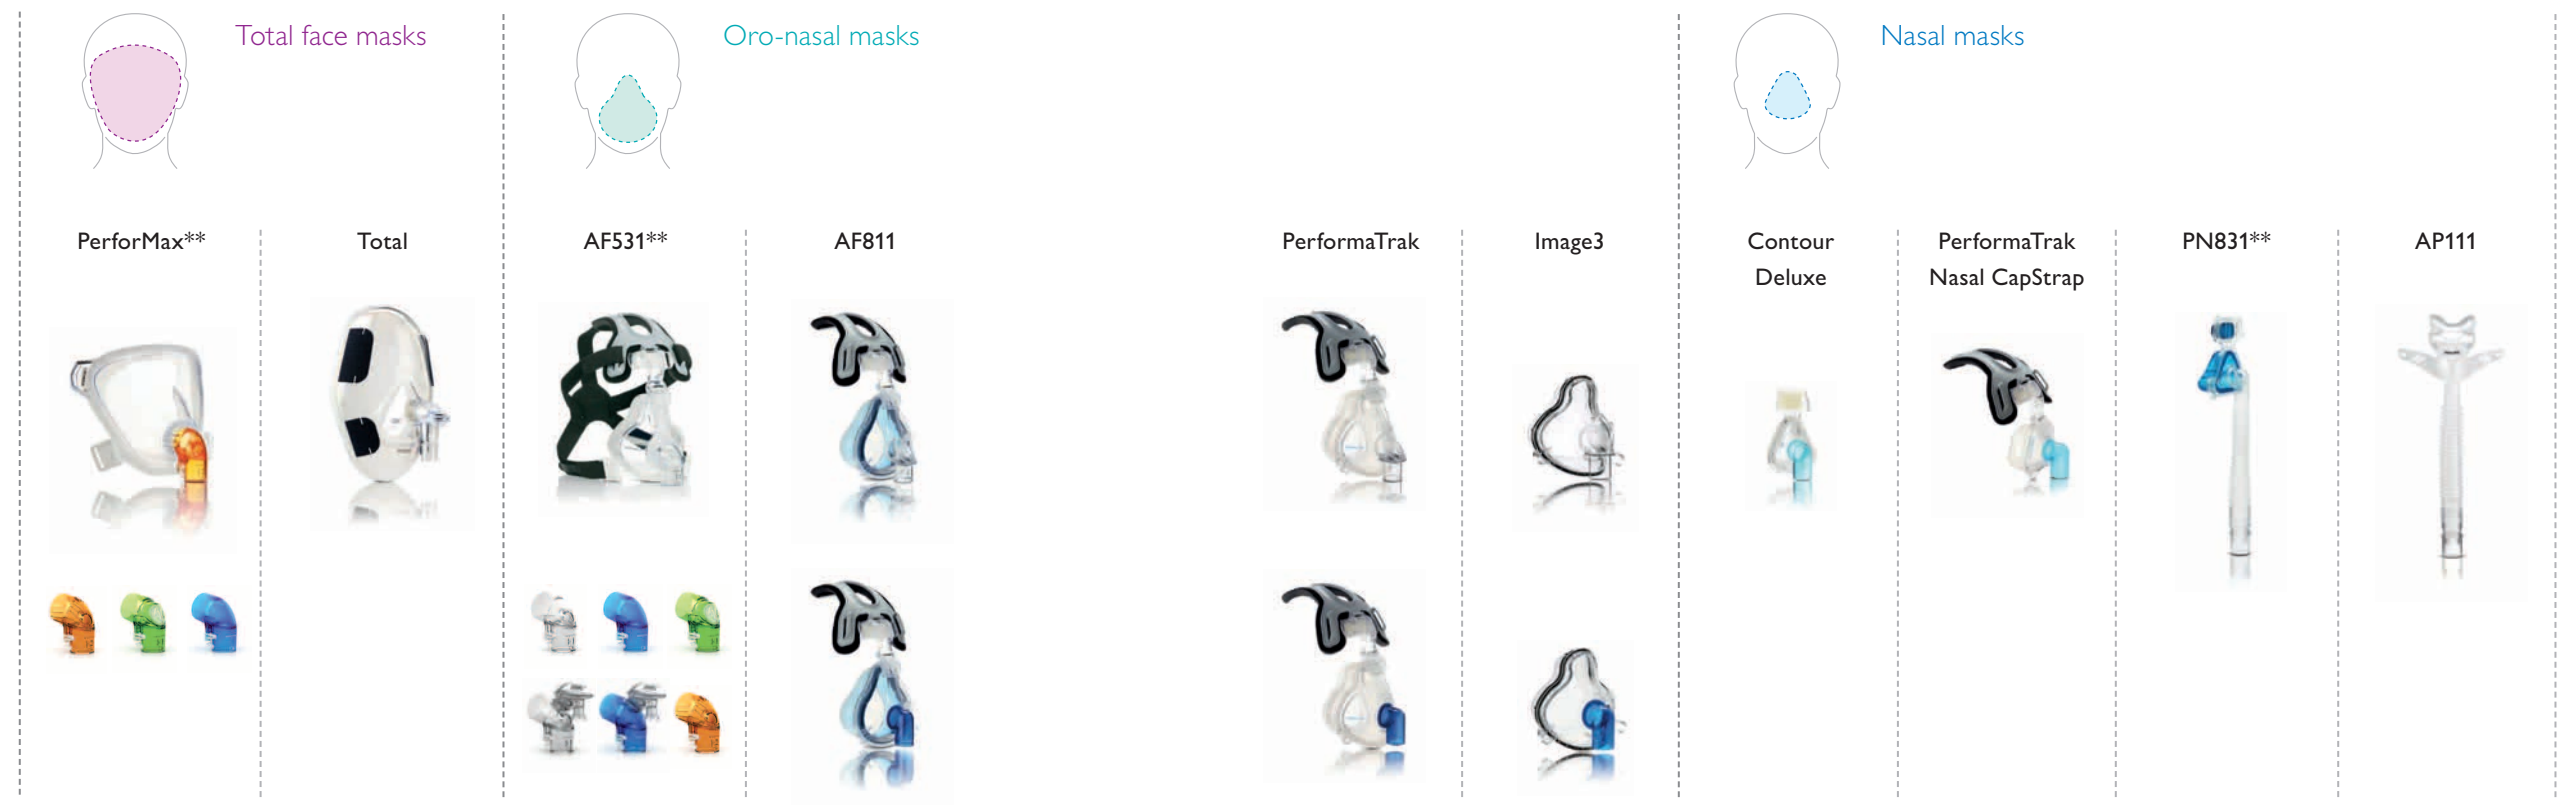 Total face masks
Oro-nasal masks
Nasal masks
PerforMax**
Total
AF531**
AF811
PerformaTrak
Image3
Contour
Deluxe
PerformaTrak
Nasal CapStrap
PN831**
AP111